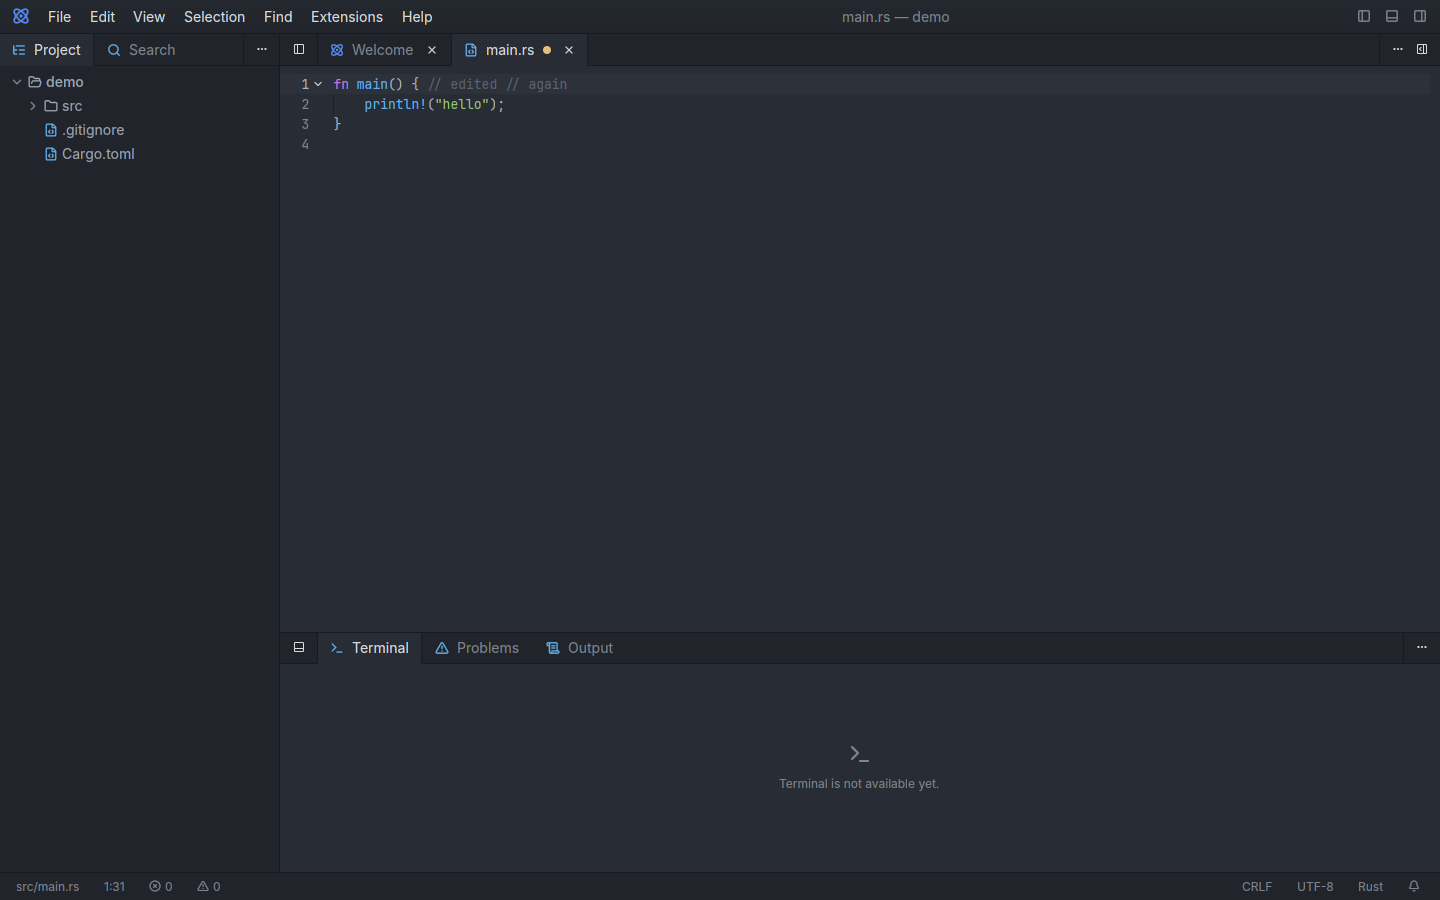 File Edit View Selection Find Extensions Help
main.rs — demo
Project Search
Welcome main.rs
demo
src
.gitignore
Cargo.toml
1 fn main() { // edited // again
2 println!("hello");
3 }
4
Terminal Problems Output
Terminal is not available yet.
src/main.rs 1:31 0 0
CRLF UTF-8 Rust